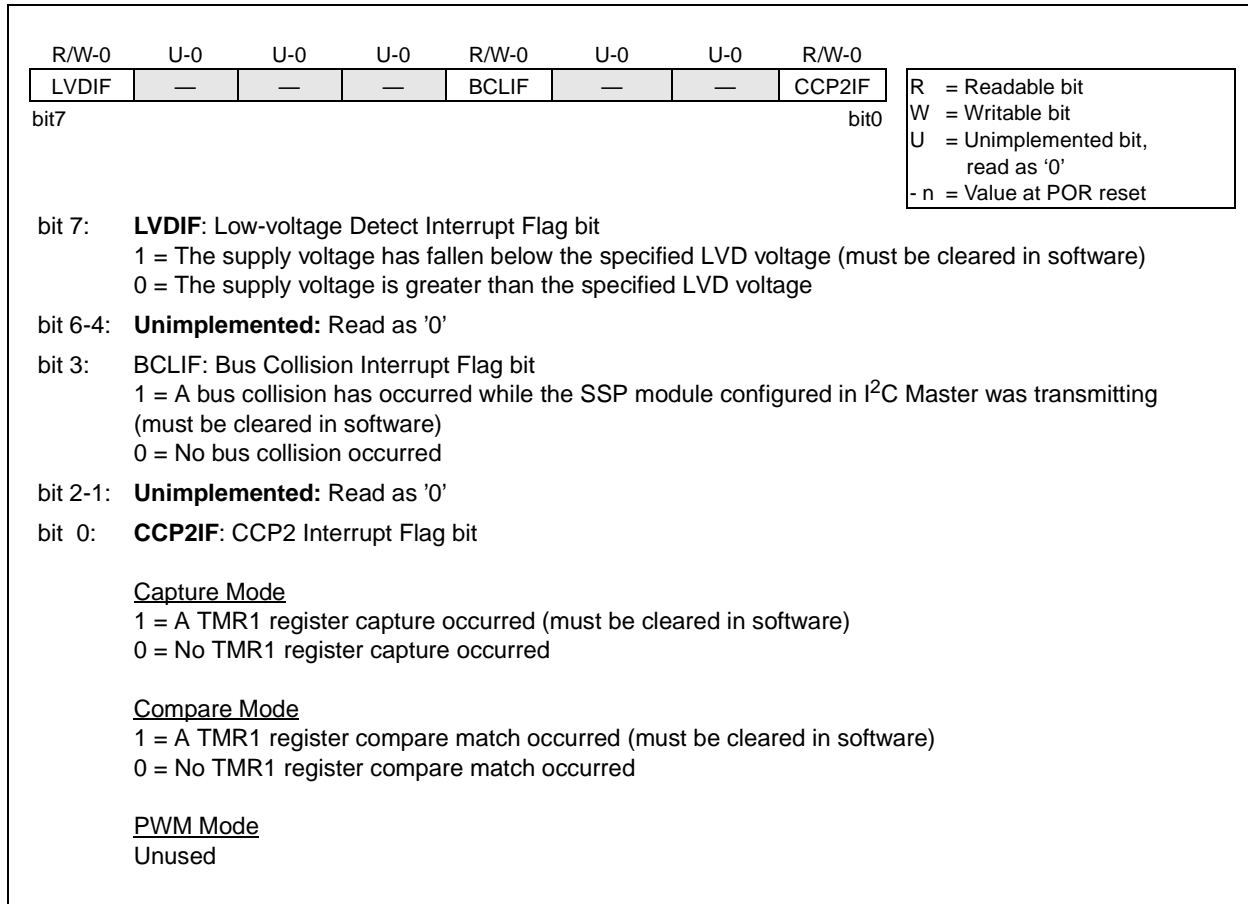 R/W-0 U-0 U-0 U-0 R/W-0 U-0 U-0 R/W-0
LVDIF — — — BCLIF — — CCP2IF
bit7 bit0
R = Readable bit
W = Writable bit
U = Unimplemented bit,
read as ‘0’
- n = Value at POR reset
bit 7: LVDIF: Low-voltage Detect Interrupt Flag bit
1 = The supply voltage has fallen below the specified LVD voltage (must be cleared in software)
0 = The supply voltage is greater than the specified LVD voltage
bit 6-4: Unimplemented: Read as '0'
bit 3: BCLIF: Bus Collision Interrupt Flag bit
1 = A bus collision has occurred while the SSP module configured in I²C Master was transmitting
(must be cleared in software)
0 = No bus collision occurred
bit 2-1: Unimplemented: Read as '0'
bit 0: CCP2IF: CCP2 Interrupt Flag bit
Capture Mode
1 = A TMR1 register capture occurred (must be cleared in software)
0 = No TMR1 register capture occurred
Compare Mode
1 = A TMR1 register compare match occurred (must be cleared in software)
0 = No TMR1 register compare match occurred
PWM Mode
Unused